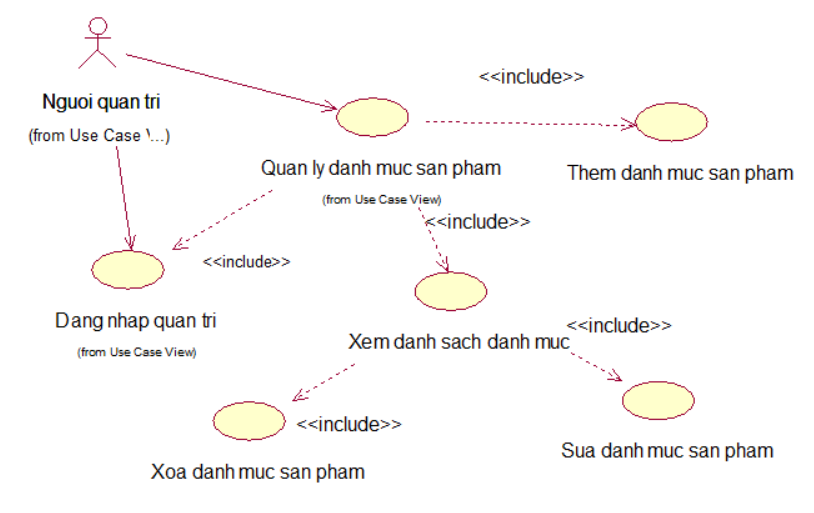 <<include>>
Nguoi quan tri
(from Use Case V...)
Quan ly danh muc san pham
(from Use Case View)
Them danh muc san pham
<<include>>
<<include>>
Dang nhap quan tri
(from Use Case View)
Xem danh sach danh muc
<<include>>
<<include>>
Xoa danh muc san pham
Sua danh muc san pham